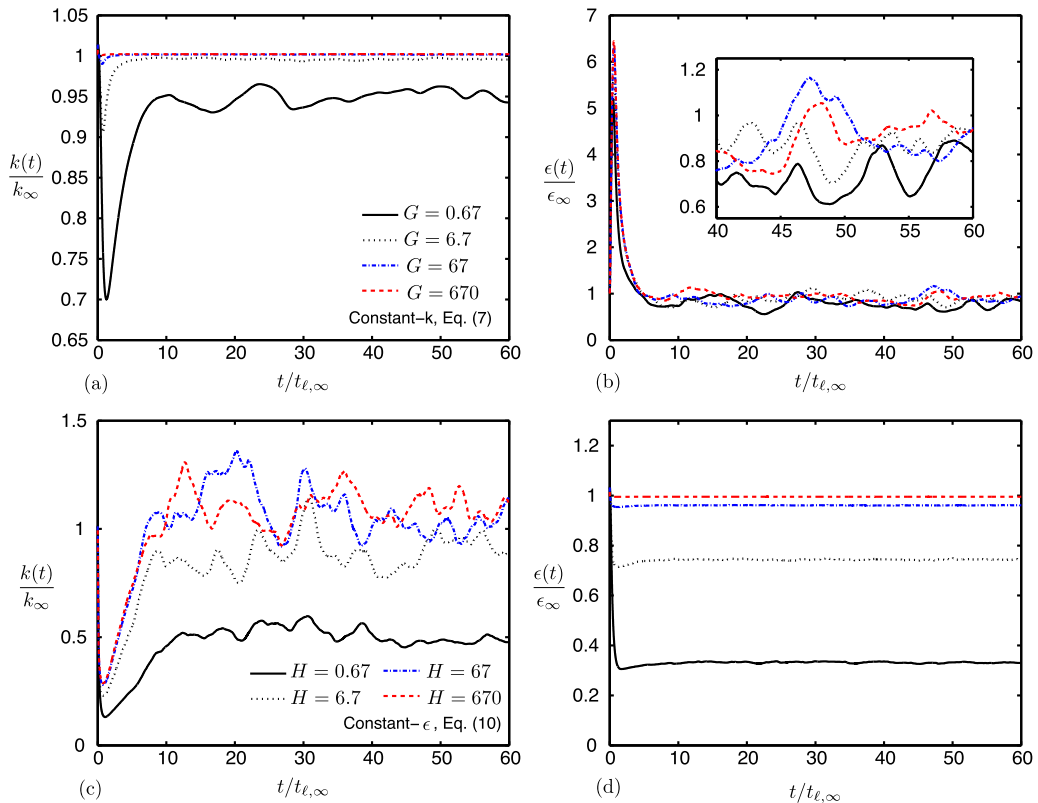 1.05
1
0.95
0.9
0.85
0.8
0.75
0.7
0.65
k(t)
k∞
G = 0.67
G = 6.7
G = 67
G = 670
Constant−k, Eq. (7)
0 10 20 30 40 50 60
(a) t/tℓ,∞
7
6
5
4
3
2
1
0
ϵ(t)
ϵ∞
1.2
1
0.8
0.6
40 45 50 55 60
0 10 20 30 40 50 60
(b) t/tℓ,∞
1.5
1
0.5
0
k(t)
k∞
H = 0.67 H = 67
H = 6.7 H = 670
Constant− ϵ, Eq. (10)
0 10 20 30 40 50 60
(c) t/tℓ,∞
1.2
1
0.8
0.6
0.4
0.2
0
ϵ(t)
ϵ∞
0 10 20 30 40 50 60
(d) t/tℓ,∞